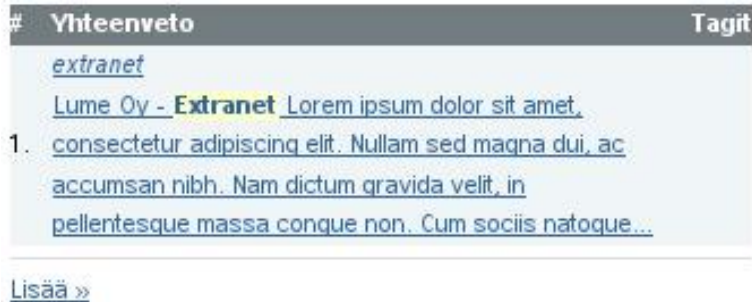 # Yhteenveto Tagit
extranet
Lume Oy - Extranet Lorem ipsum dolor sit amet,
1. consectetur adipiscing elit. Nullam sed magna dui, ac
accumsan nibh. Nam dictum gravida velit, in
pellentesque massa congue non. Cum sociis natoque...
Lisää »